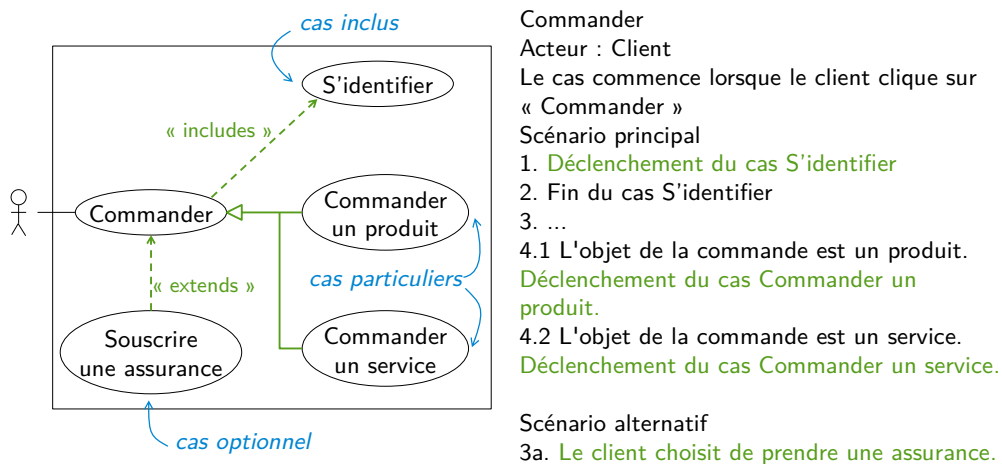 cas inclus
S'identifier
« includes »
Commander
Commander
un produit
cas particuliers
« extends »
Souscrire
une assurance
Commander
un service
cas optionnel
Commander
Acteur : Client
Le cas commence lorsque le client clique sur
« Commander »
Scénario principal
1. Déclenchement du cas S'identifier
2. Fin du cas S'identifier
3. ...
4.1 L'objet de la commande est un produit.
Déclenchement du cas Commander un
produit.
4.2 L'objet de la commande est un service.
Déclenchement du cas Commander un service.
Scénario alternatif
3a. Le client choisit de prendre une assurance.